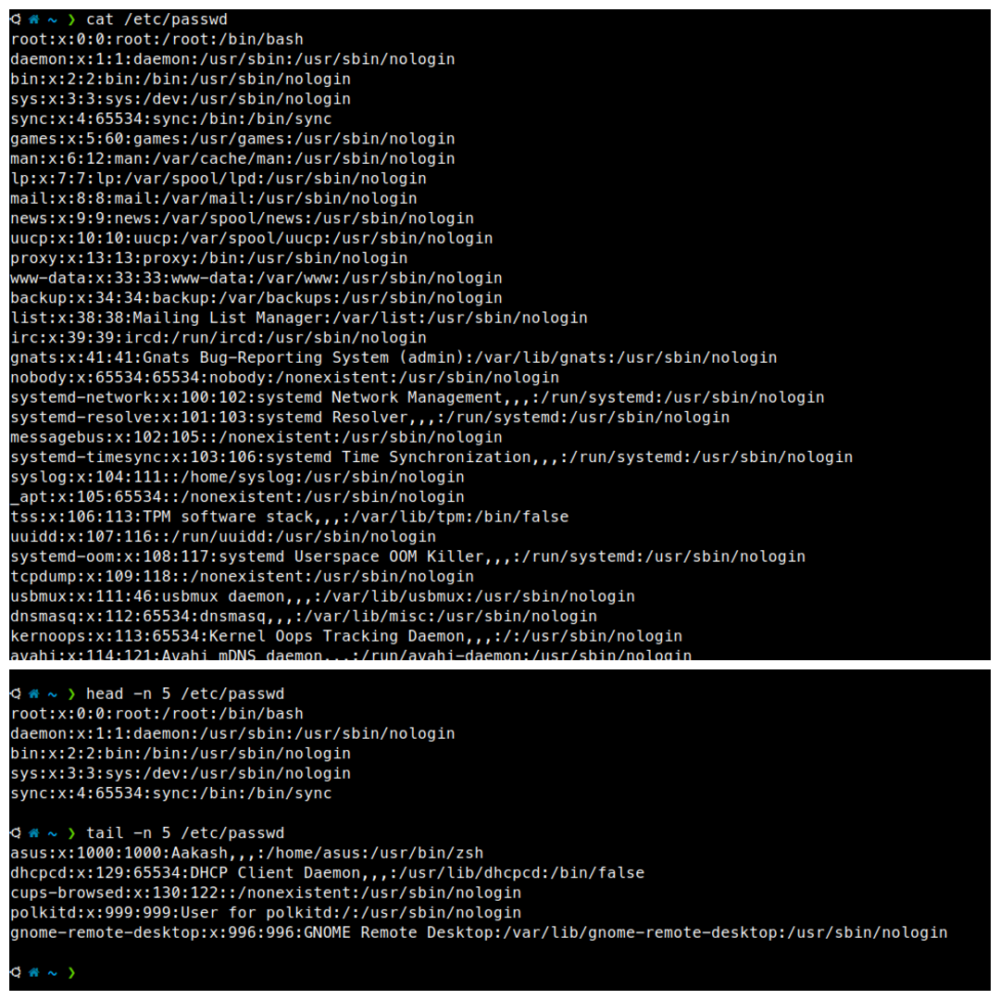 ~ ❯ cat /etc/passwd
root:x:0:0:root:/root:/bin/bash
daemon:x:1:1:daemon:/usr/sbin:/usr/sbin/nologin
bin:x:2:2:bin:/bin:/usr/sbin/nologin
sys:x:3:3:sys:/dev:/usr/sbin/nologin
sync:x:4:65534:sync:/bin:/bin/sync
games:x:5:60:games:/usr/games:/usr/sbin/nologin
man:x:6:12:man:/var/cache/man:/usr/sbin/nologin
lp:x:7:7:lp:/var/spool/lpd:/usr/sbin/nologin
mail:x:8:8:mail:/var/mail:/usr/sbin/nologin
news:x:9:9:news:/var/spool/news:/usr/sbin/nologin
uucp:x:10:10:uucp:/var/spool/uucp:/usr/sbin/nologin
proxy:x:13:13:proxy:/bin:/usr/sbin/nologin
www-data:x:33:33:www-data:/var/www:/usr/sbin/nologin
backup:x:34:34:backup:/var/backups:/usr/sbin/nologin
list:x:38:38:Mailing List Manager:/var/list:/usr/sbin/nologin
irc:x:39:39:ircd:/run/ircd:/usr/sbin/nologin
gnats:x:41:41:Gnats Bug-Reporting System (admin):/var/lib/gnats:/usr/sbin/nologin
nobody:x:65534:65534:nobody:/nonexistent:/usr/sbin/nologin
systemd-network:x:100:102:systemd Network Management,,,:/run/systemd:/usr/sbin/nologin
systemd-resolve:x:101:103:systemd Resolver,,,:/run/systemd:/usr/sbin/nologin
messagebus:x:102:105::/nonexistent:/usr/sbin/nologin
systemd-timesync:x:103:106:systemd Time Synchronization,,,:/run/systemd:/usr/sbin/nologin
syslog:x:104:111::/home/syslog:/usr/sbin/nologin
_apt:x:105:65534::/nonexistent:/usr/sbin/nologin
tss:x:106:113:TPM software stack,,,:/var/lib/tpm:/bin/false
uuidd:x:107:116::/run/uuidd:/usr/sbin/nologin
systemd-oom:x:108:117:systemd Userspace OOM Killer,,,:/run/systemd:/usr/sbin/nologin
tcpdump:x:109:118::/nonexistent:/usr/sbin/nologin
usbmux:x:111:46:usbmux daemon,,,:/var/lib/usbmux:/usr/sbin/nologin
dnsmasq:x:112:65534:dnsmasq,,,:/var/lib/misc:/usr/sbin/nologin
kernoops:x:113:65534:Kernel Oops Tracking Daemon,,,:/:/usr/sbin/nologin
avahi:x:114:121:Avahi mDNS daemon,,,:/run/avahi-daemon:/usr/sbin/nologin
~ ❯ head -n 5 /etc/passwd
root:x:0:0:root:/root:/bin/bash
daemon:x:1:1:daemon:/usr/sbin:/usr/sbin/nologin
bin:x:2:2:bin:/bin:/usr/sbin/nologin
sys:x:3:3:sys:/dev:/usr/sbin/nologin
sync:x:4:65534:sync:/bin:/bin/sync
~ ❯ tail -n 5 /etc/passwd
asus:x:1000:1000:Aakash,,,:/home/asus:/usr/bin/zsh
dhcpcd:x:129:65534:DHCP Client Daemon,,,:/usr/lib/dhcpcd:/bin/false
cups-browsed:x:130:122::/nonexistent:/usr/sbin/nologin
polkitd:x:999:999:User for polkitd:/:/usr/sbin/nologin
gnome-remote-desktop:x:996:996:GNOME Remote Desktop:/var/lib/gnome-remote-desktop:/usr/sbin/nologin
~ ❯